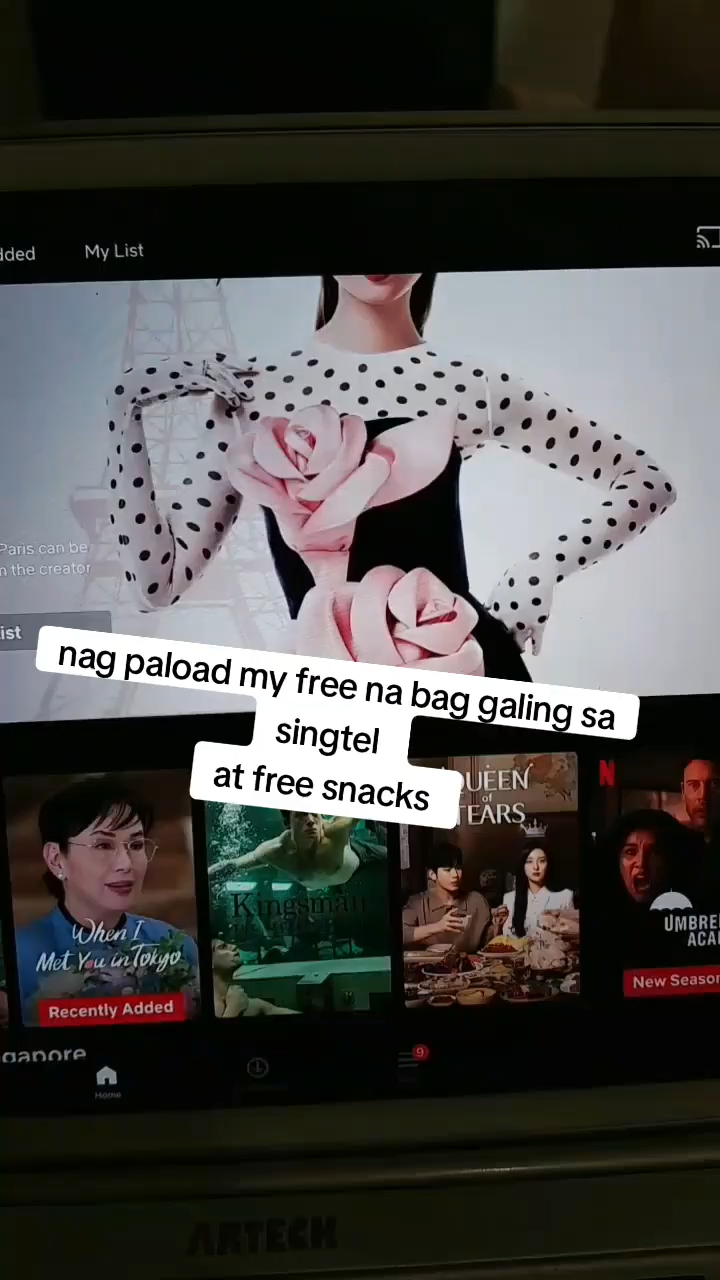 dded
My List
Paris can be
n the creator
ist
nag paload my free na bag galing sa
singtel
at free snacks
When I
Met You in Tokyo
Recently Added
Kingsman
QUEEN
of
TEARS
N
UMBRE
ACA
New Seaso
ngapore
9
Home
ARTECH